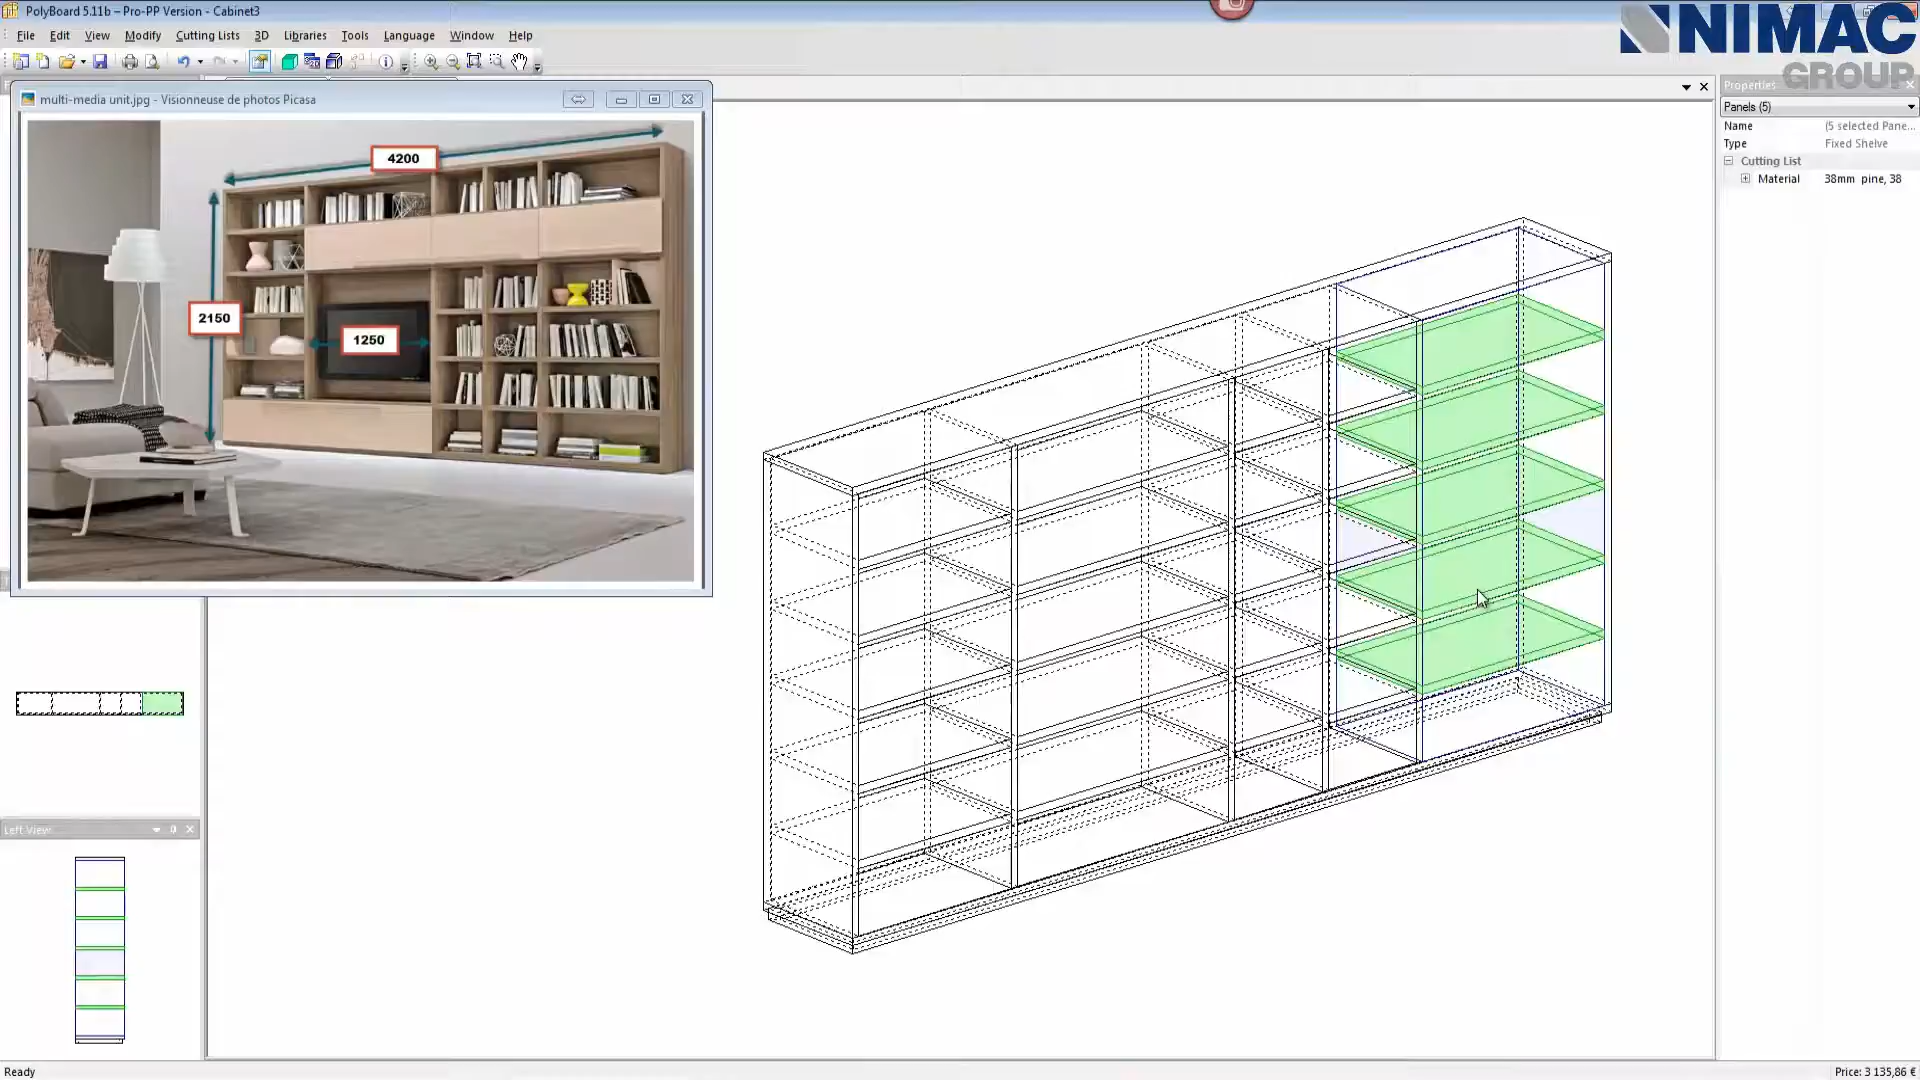 PolyBoard 5.11b – Pro-PP Version - Cabinet3
File Edit View Modify Cutting Lists 3D Libraries Tools Language Window Help
NIMAC
GROUP
multi-media unit.jpg - Visionneuse de photos Picasa
4200
2150
1250
Properties
Panels (5)
Name (5 selected Pane...
Type Fixed Shelve
Cutting List
Material 38mm pine, 38
Left View
Ready
Price: 3 135,86 €